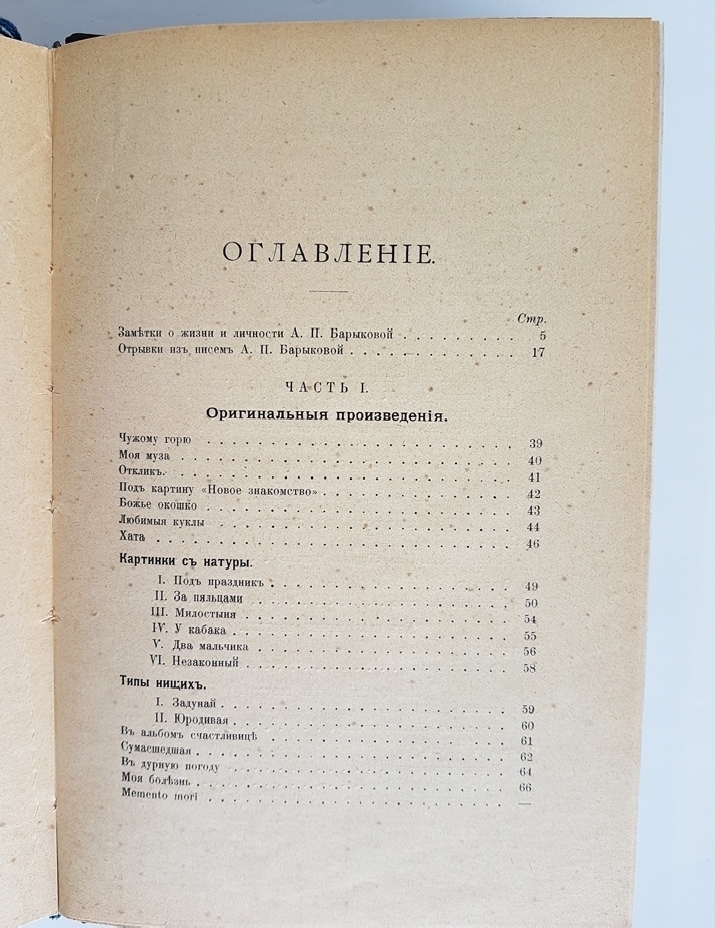 ОГЛАВЛЕНІЕ.
Стр.
Замѣтки о жизни и личности А. П. Барыковой . . . . . . . . 5
Отрывки изъ писемъ А. П. Барыковой . . . . . . . . . . 17
ЧАСТЬ I.
Оригинальныя произведенія.
Чужому горю . . . . . . . . . . . . . . . . . 39
Моя муза . . . . . . . . . . . . . . . . . . 40
Откликъ . . . . . . . . . . . . . . . . . . 41
Подъ картину «Новое знакомство» . . . . . . . . . . . 42
Божье окошко . . . . . . . . . . . . . . . . . 43
Любимыя куклы . . . . . . . . . . . . . . . . 44
Хата . . . . . . . . . . . . . . . . . . . 46
Картинки съ натуры.
I. Подъ праздникъ . . . . . . . . . . . . . . 49
II. За пяльцами . . . . . . . . . . . . . . . 50
III. Милостыня . . . . . . . . . . . . . . . 54
IV. У кабака . . . . . . . . . . . . . . . . 55
V. Два мальчика . . . . . . . . . . . . . . . 56
VI. Незаконный . . . . . . . . . . . . . . . 58
Типы нищихъ.
I. Задунай . . . . . . . . . . . . . . . . 59
II. Юродивая . . . . . . . . . . . . . . . . 60
Въ альбомъ счастливицѣ . . . . . . . . . . . . . . 61
Сумасшедшая . . . . . . . . . . . . . . . . . 62
Въ дурную погоду . . . . . . . . . . . . . . . . 64
Моя болѣзнь . . . . . . . . . . . . . . . . . 66
Memento mori . . . . . . . . . . . . . . . . . —